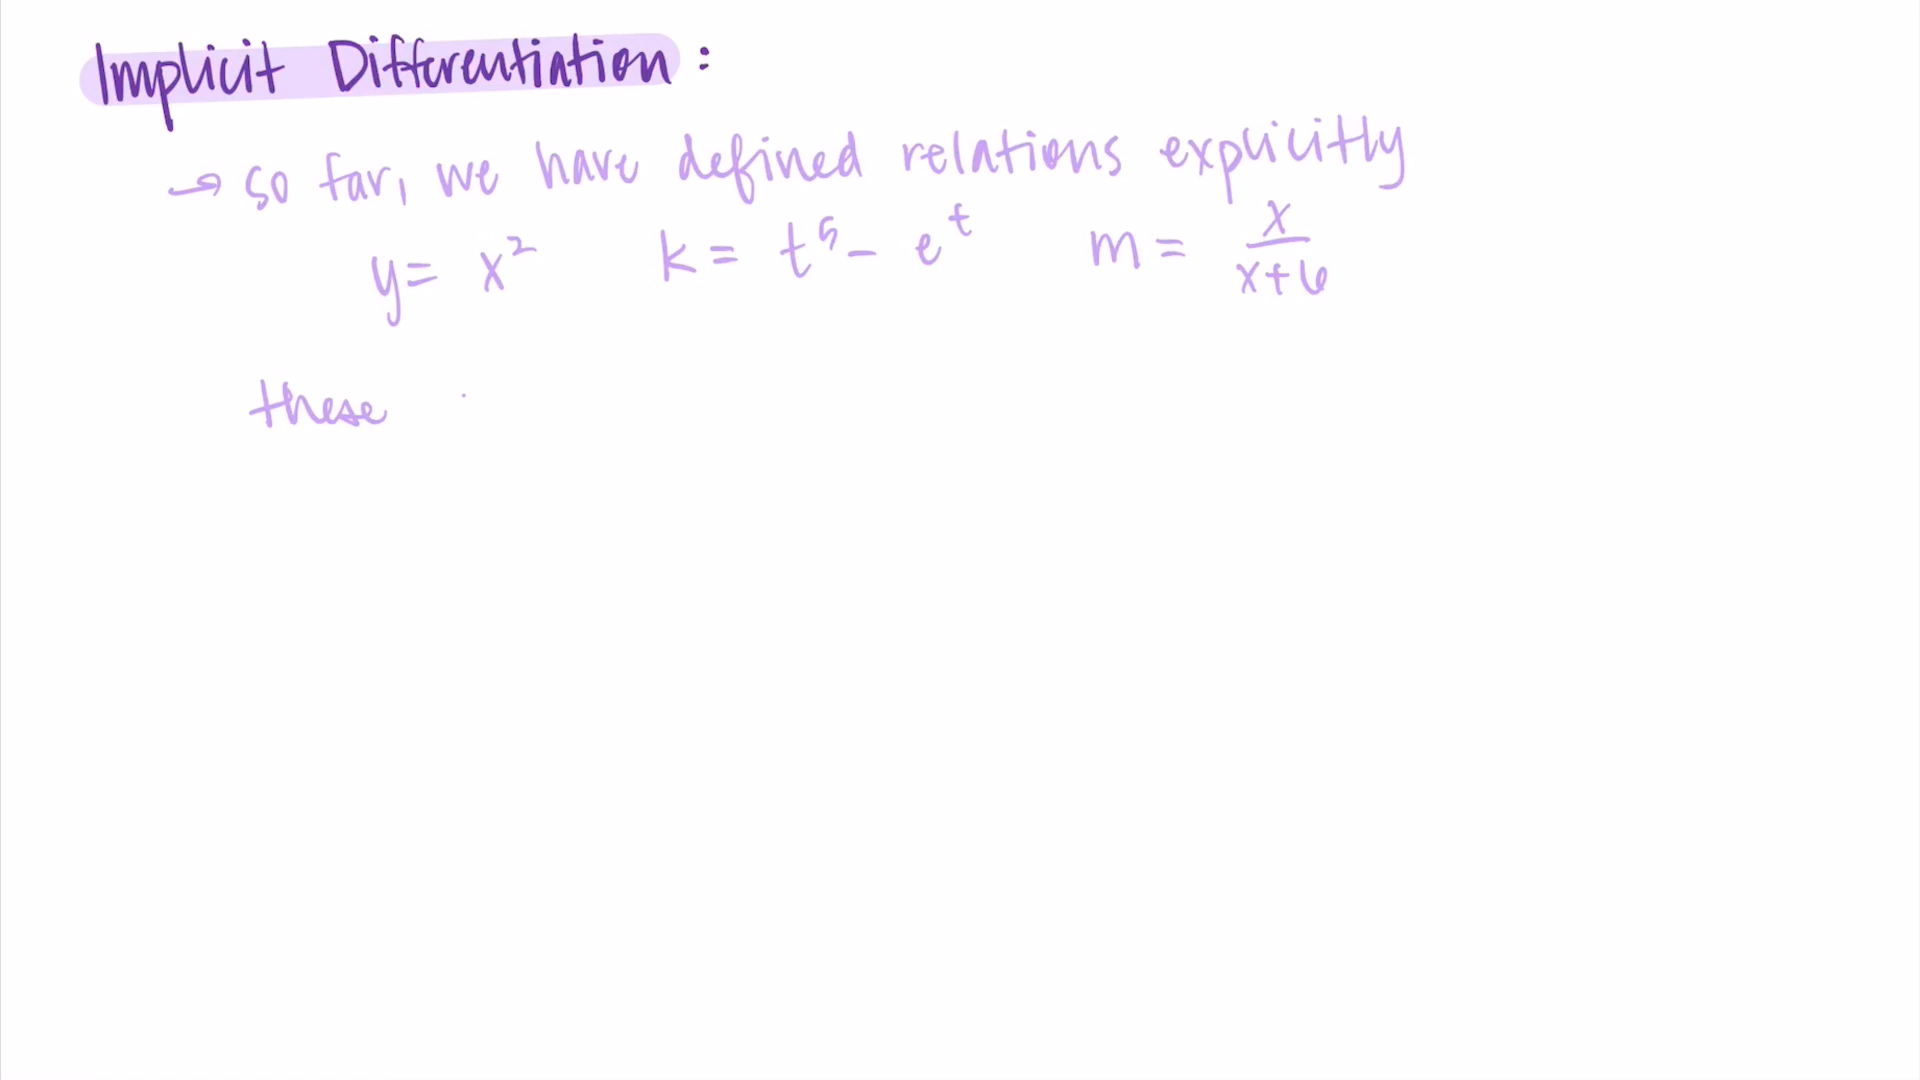 Implicit Differentiation :
→ so far, we have defined relations explicitly
y = x² k = t⁵ - eᵗ m = x/(x+6)
these